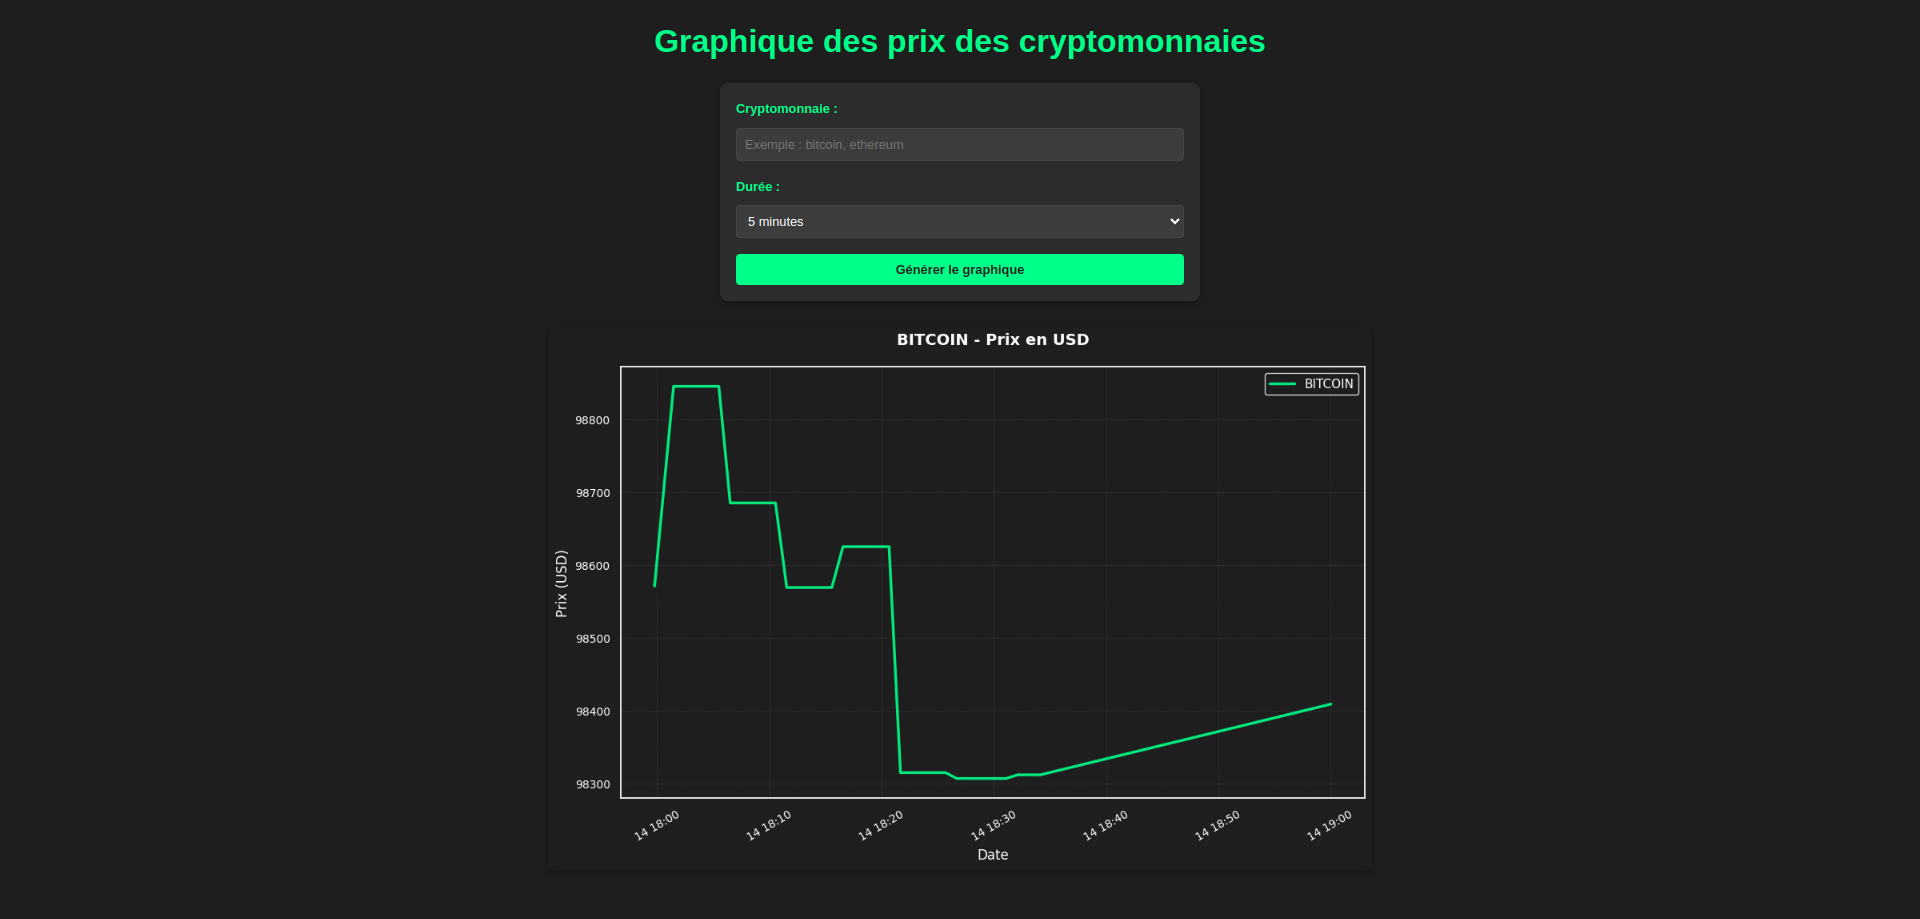 Graphique des prix des cryptomonnaies
Cryptomonnaie :
Exemple : bitcoin, ethereum
Durée :
5 minutes
Générer le graphique
BITCOIN - Prix en USD
BITCOIN
98800
98700
98600
98500
98400
98300
Prix (USD)
14 18:00
14 18:10
14 18:20
14 18:30
14 18:40
14 18:50
14 19:00
Date